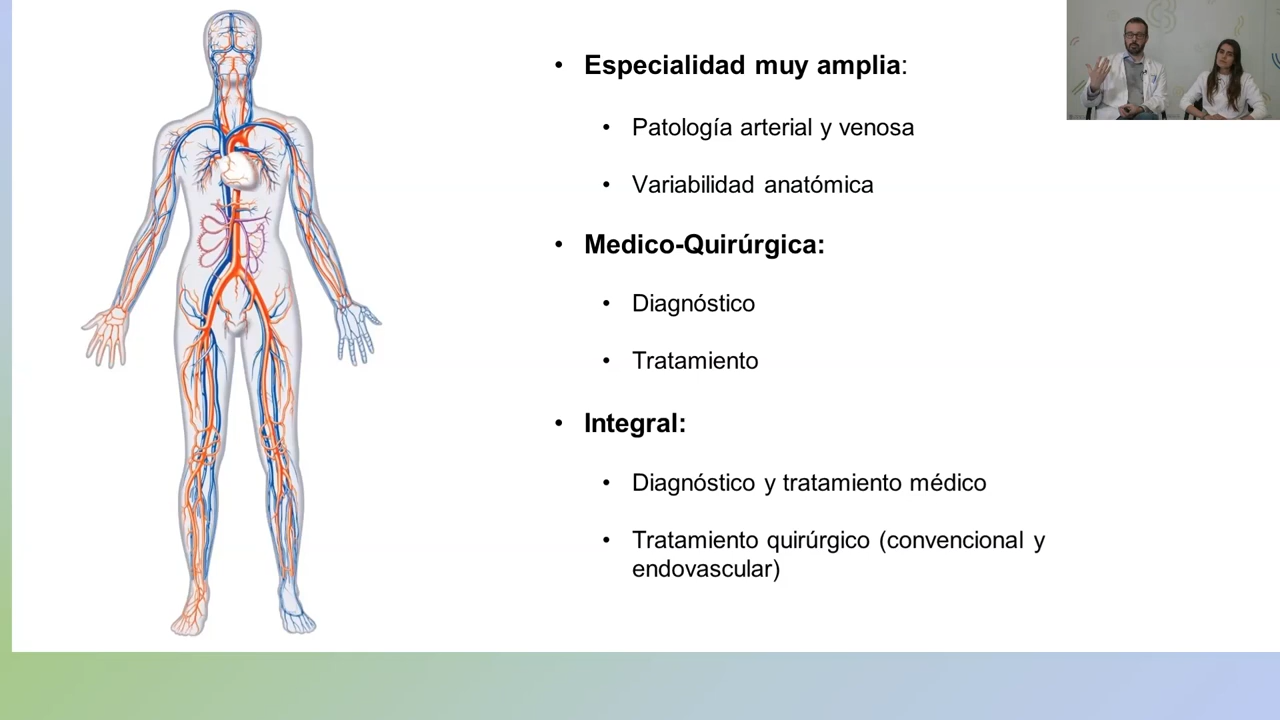 • Especialidad muy amplia:
• Patología arterial y venosa
• Variabilidad anatómica
• Medico-Quirúrgica:
• Diagnóstico
• Tratamiento
• Integral:
• Diagnóstico y tratamiento médico
• Tratamiento quirúrgico (convencional y
endovascular)